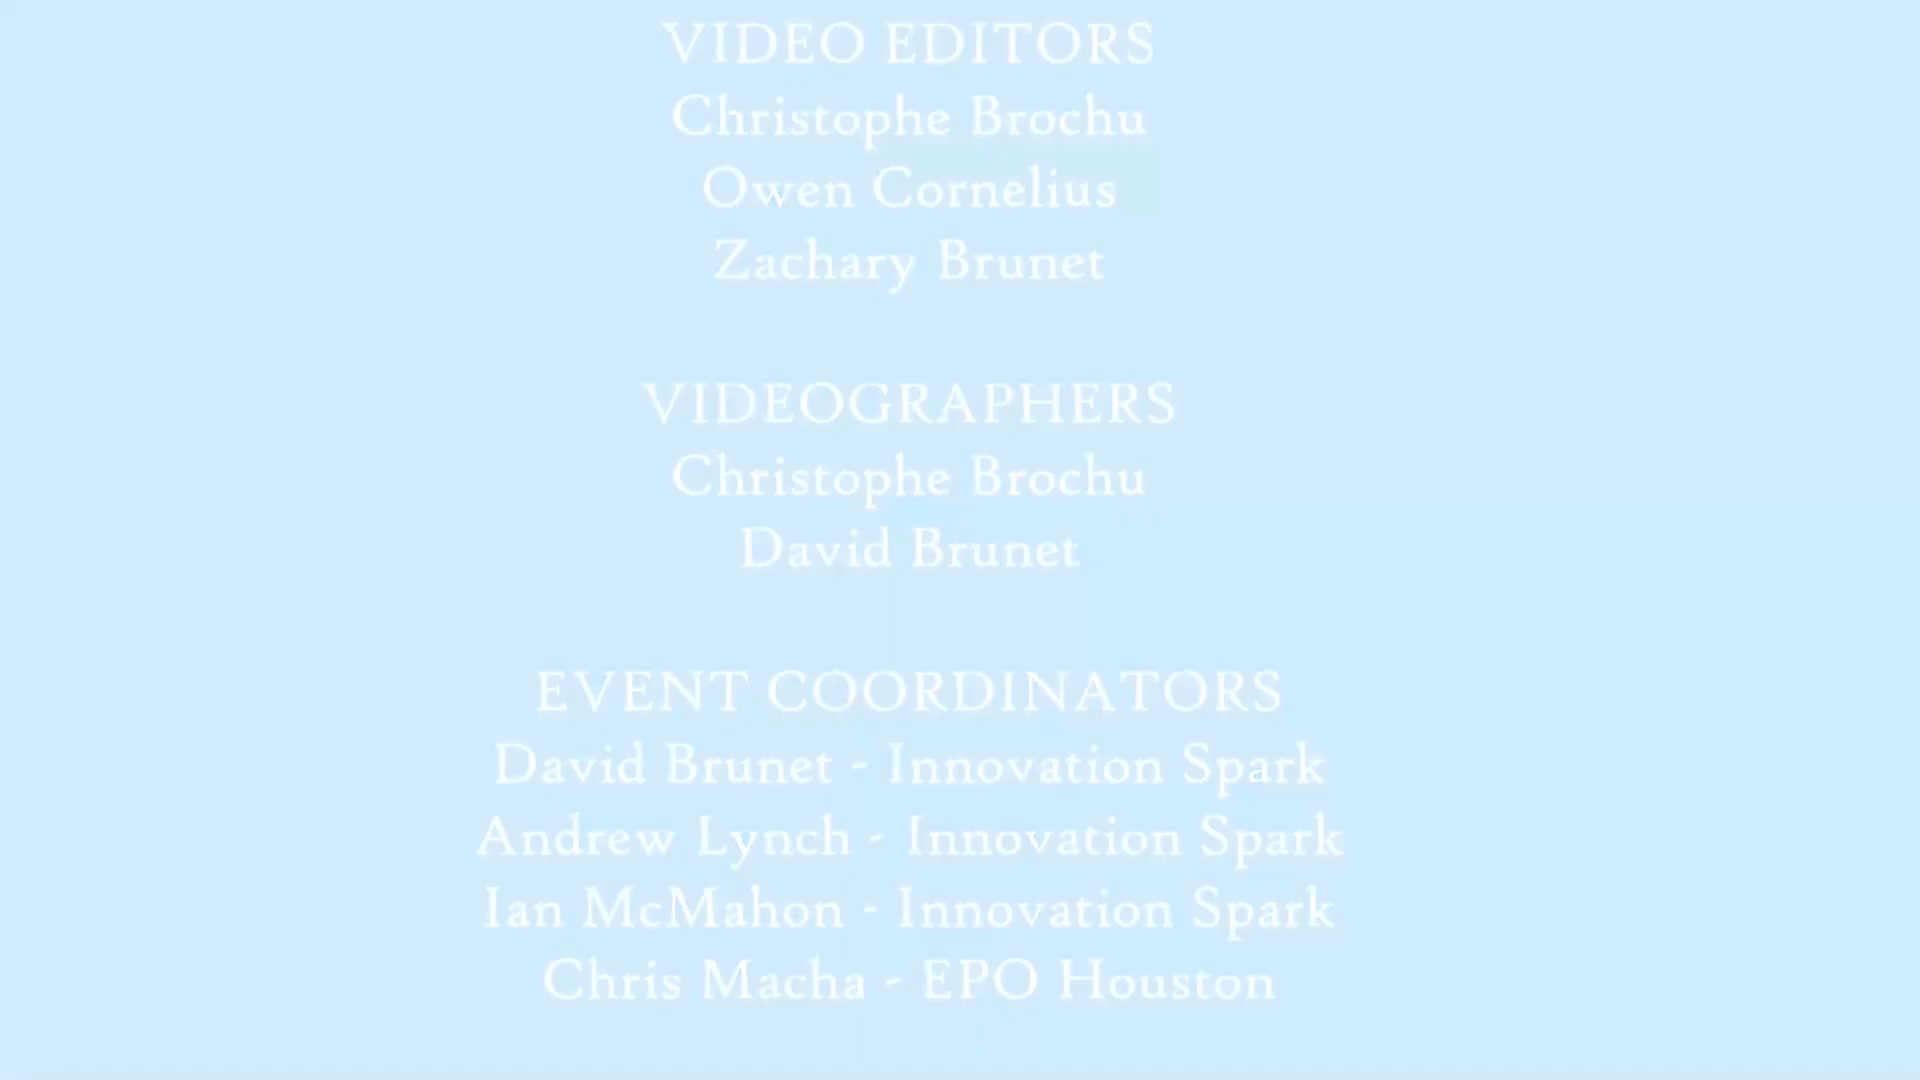 VIDEO EDITORS
Christophe Brochu
Owen Cornelius
Zachary Brunet
VIDEOGRAPHERS
Christophe Brochu
David Brunet
EVENT COORDINATORS
David Brunet - Innovation Spark
Andrew Lynch - Innovation Spark
Ian McMahon - Innovation Spark
Chris Macha - EPO Houston